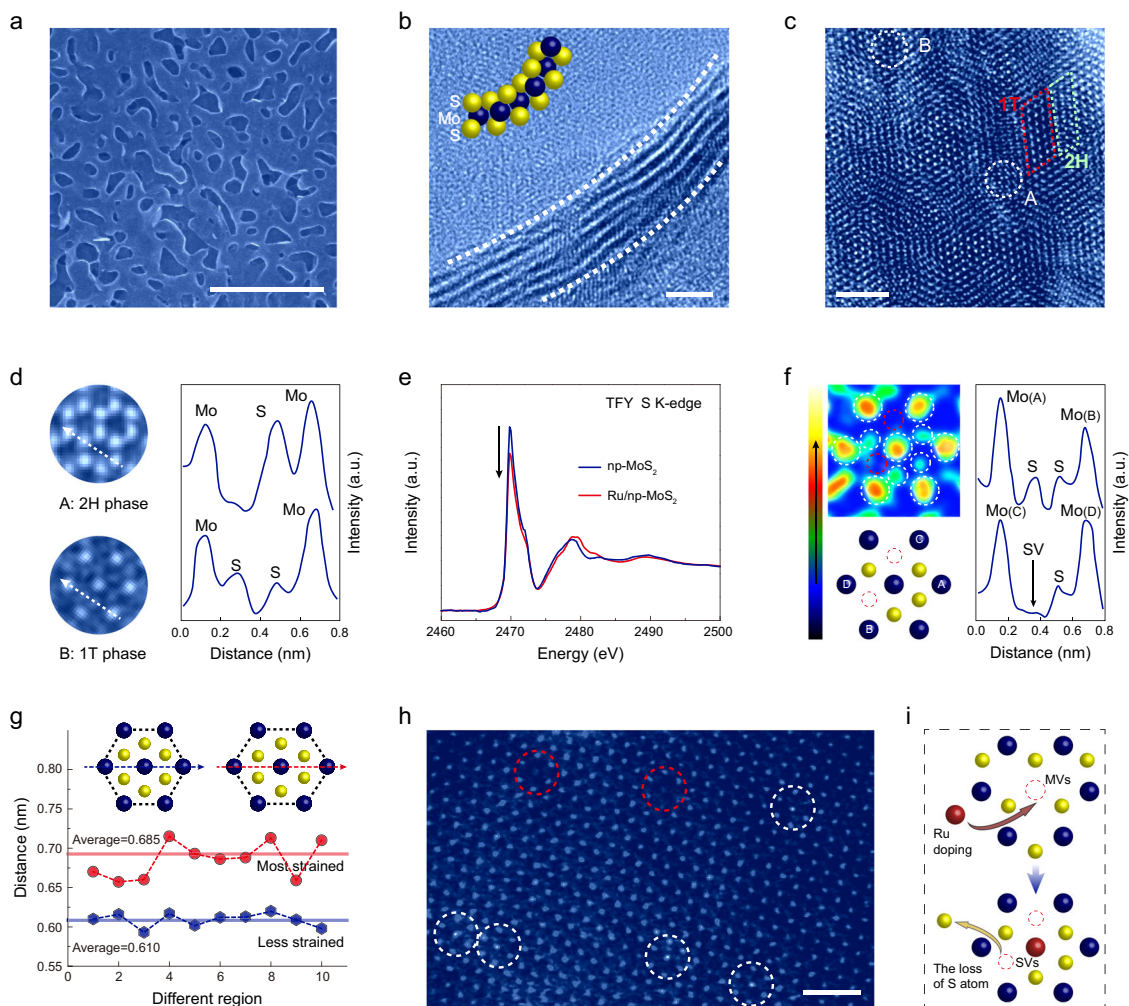 a
b
c
S
Mo
S
B
1T
2H
A
d
e
f
A: 2H phase
B: 1T phase
Mo
S
Mo
Mo
S
S
Mo
Intensity (a.u.)
0.0 0.2 0.4 0.6 0.8
Distance (nm)
TFY S K-edge
np-MoS2
Ru/np-MoS2
Intensity (a.u.)
2460 2470 2480 2490 2500
Energy (eV)
C
D
A
B
Mo(A)
Mo(B)
S
S
Mo(C)
Mo(D)
SV
S
Intensity (a.u.)
0.0 0.2 0.4 0.6 0.8
Distance (nm)
g
h
i
0.80
0.75
0.70
0.65
0.60
0.55
Distance (nm)
Average=0.685
Most strained
Less strained
Average=0.610
0 2 4 6 8 10
Different region
MVs
Ru
doping
SVs
The loss
of S atom